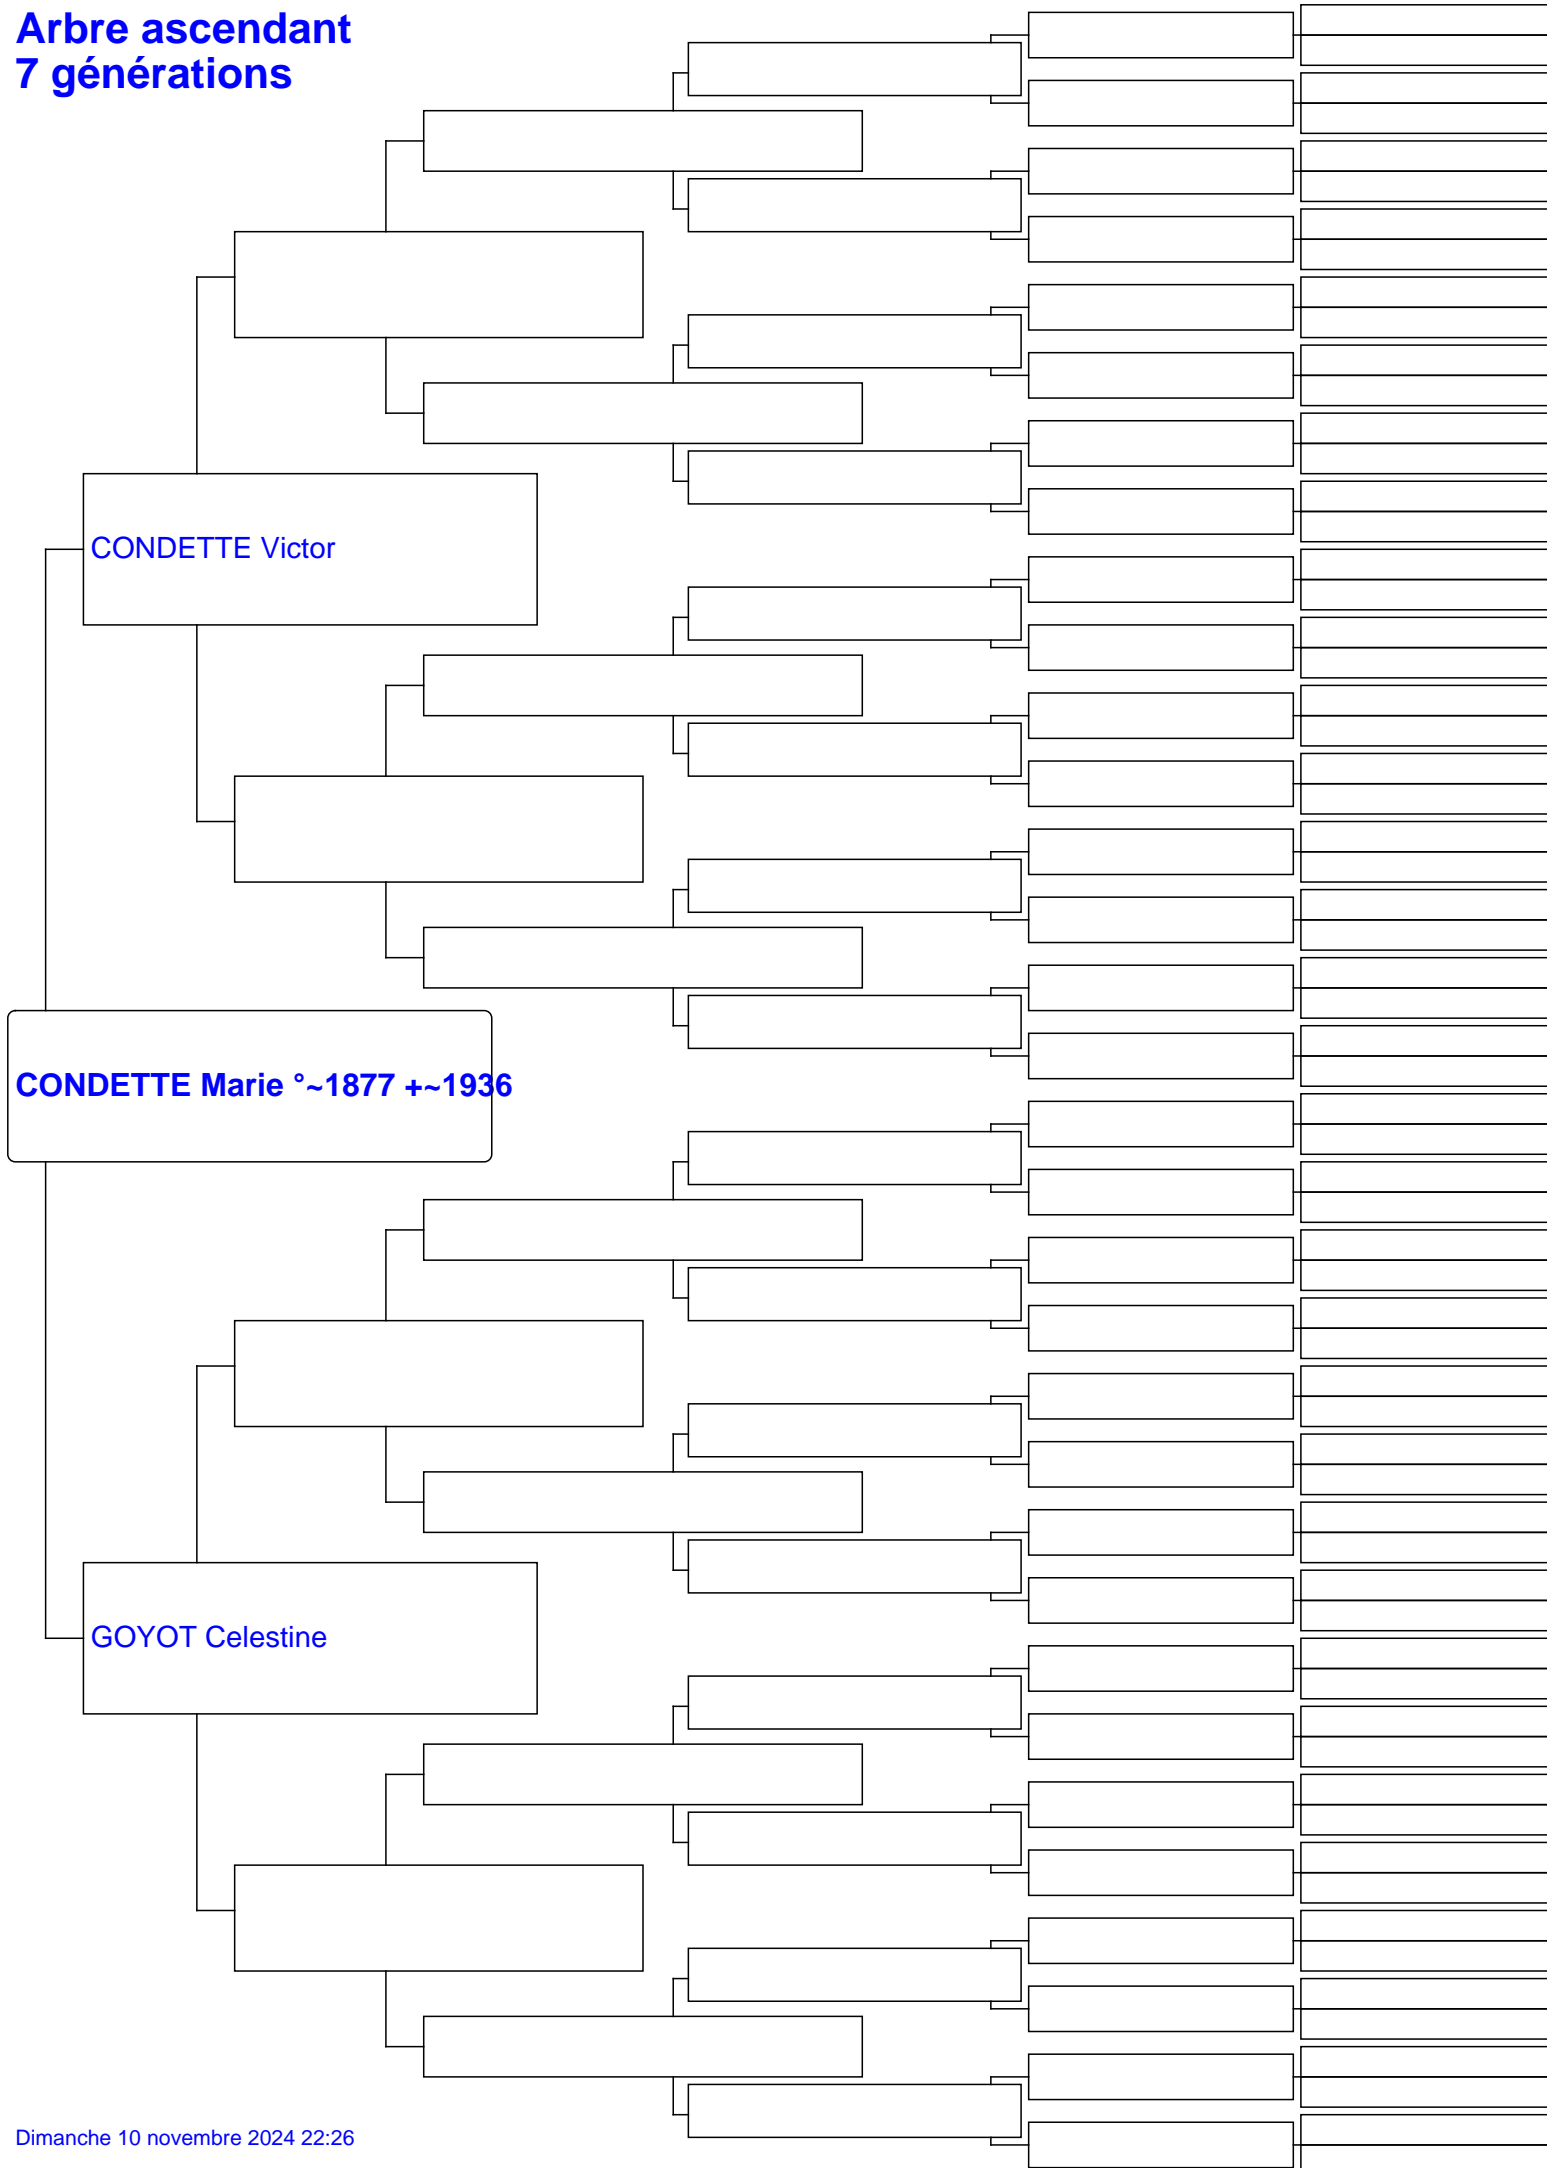 Arbre ascendant
7 générations
CONDETTE Victor
CONDETTE Marie °~1877 +~1936
GOYOT Celestine
Dimanche 10 novembre 2024 22:26